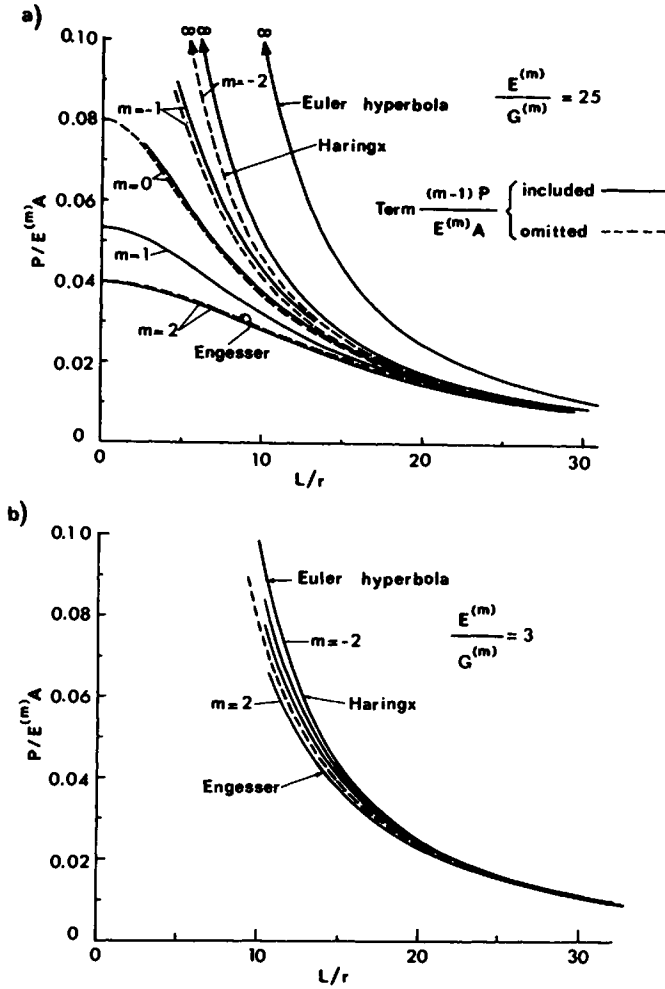 a)
0.10
0.08
0.06
0.04
0.02
0
P/E^(m)A
∞ ∞ ∞
m=-2
m=-1
m=0
m=1
m=2
Euler hyperbola
Haringx
Engesser
E^(m)/G^(m) = 25
Term (m-1) P / E^(m) A { included
omitted
0 10 20 30
L/r
b)
0.10
0.08
0.06
0.04
0.02
0
P/E^(m)A
Euler hyperbola
m=-2
Haringx
m=2
Engesser
E^(m)/G^(m) = 3
0 10 20 30
L/r